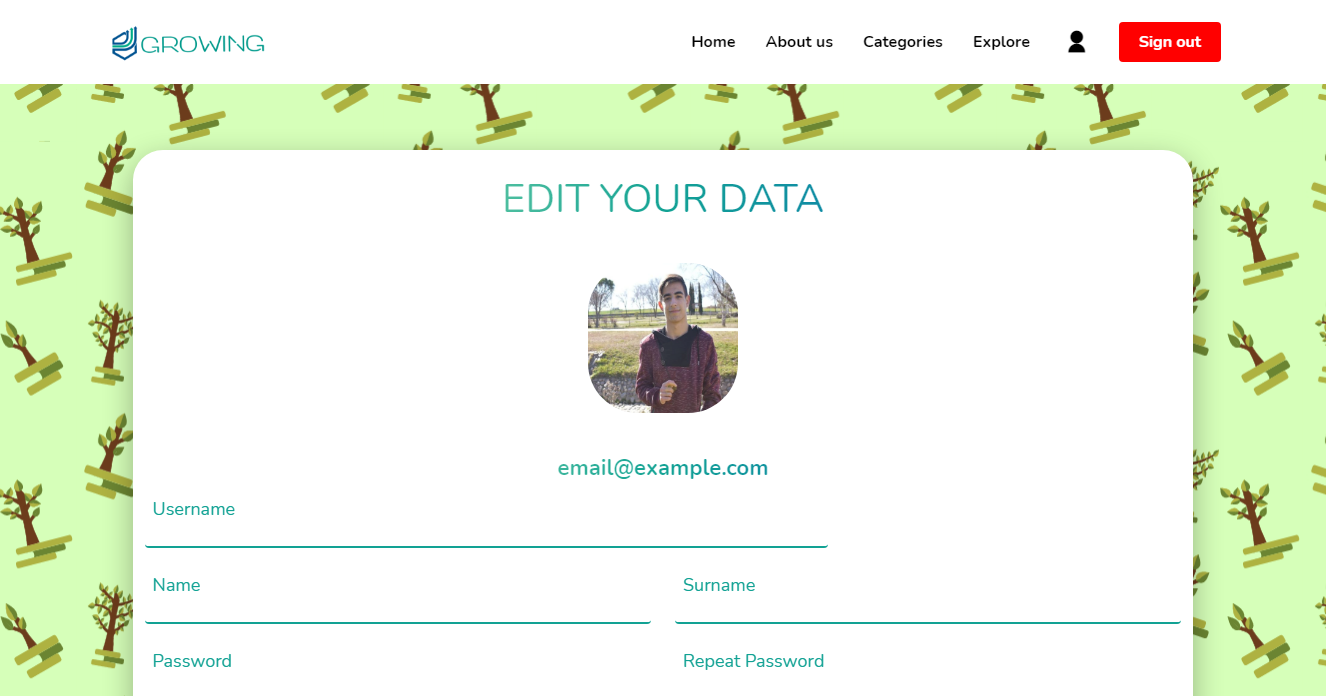 GROWING
Home About us Categories Explore Sign out
EDIT YOUR DATA
email@example.com
Username
Name Surname
Password Repeat Password